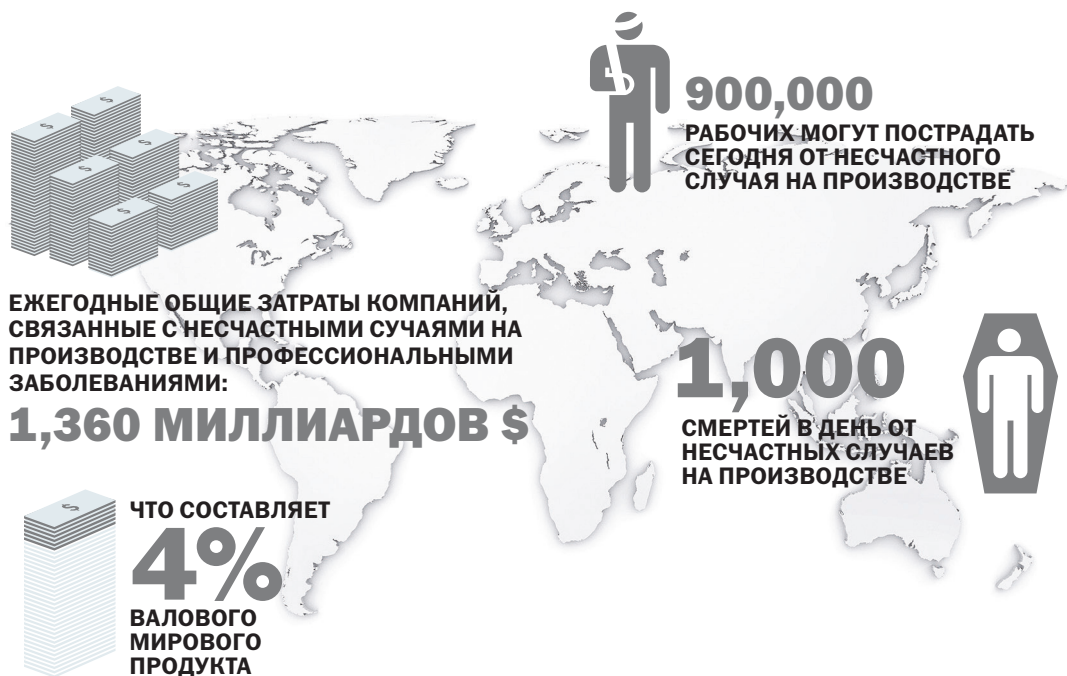 900,000
РАБОЧИХ МОГУТ ПОСТРАДАТЬ
СЕГОДНЯ ОТ НЕСЧАСТНОГО
СЛУЧАЯ НА ПРОИЗВОДСТВЕ
ЕЖЕГОДНЫЕ ОБЩИЕ ЗАТРАТЫ КОМПАНИЙ,
СВЯЗАННЫЕ С НЕСЧАСТНЫМИ СУЧАЯМИ НА
ПРОИЗВОДСТВЕ И ПРОФЕССИОНАЛЬНЫМИ
ЗАБОЛЕВАНИЯМИ:
1,360 МИЛЛИАРДОВ $
1,000
СМЕРТЕЙ В ДЕНЬ ОТ
НЕСЧАСТНЫХ СЛУЧАЕВ
НА ПРОИЗВОДСТВЕ
ЧТО СОСТАВЛЯЕТ
4%
ВАЛОВОГО
МИРОВОГО
ПРОДУКТА